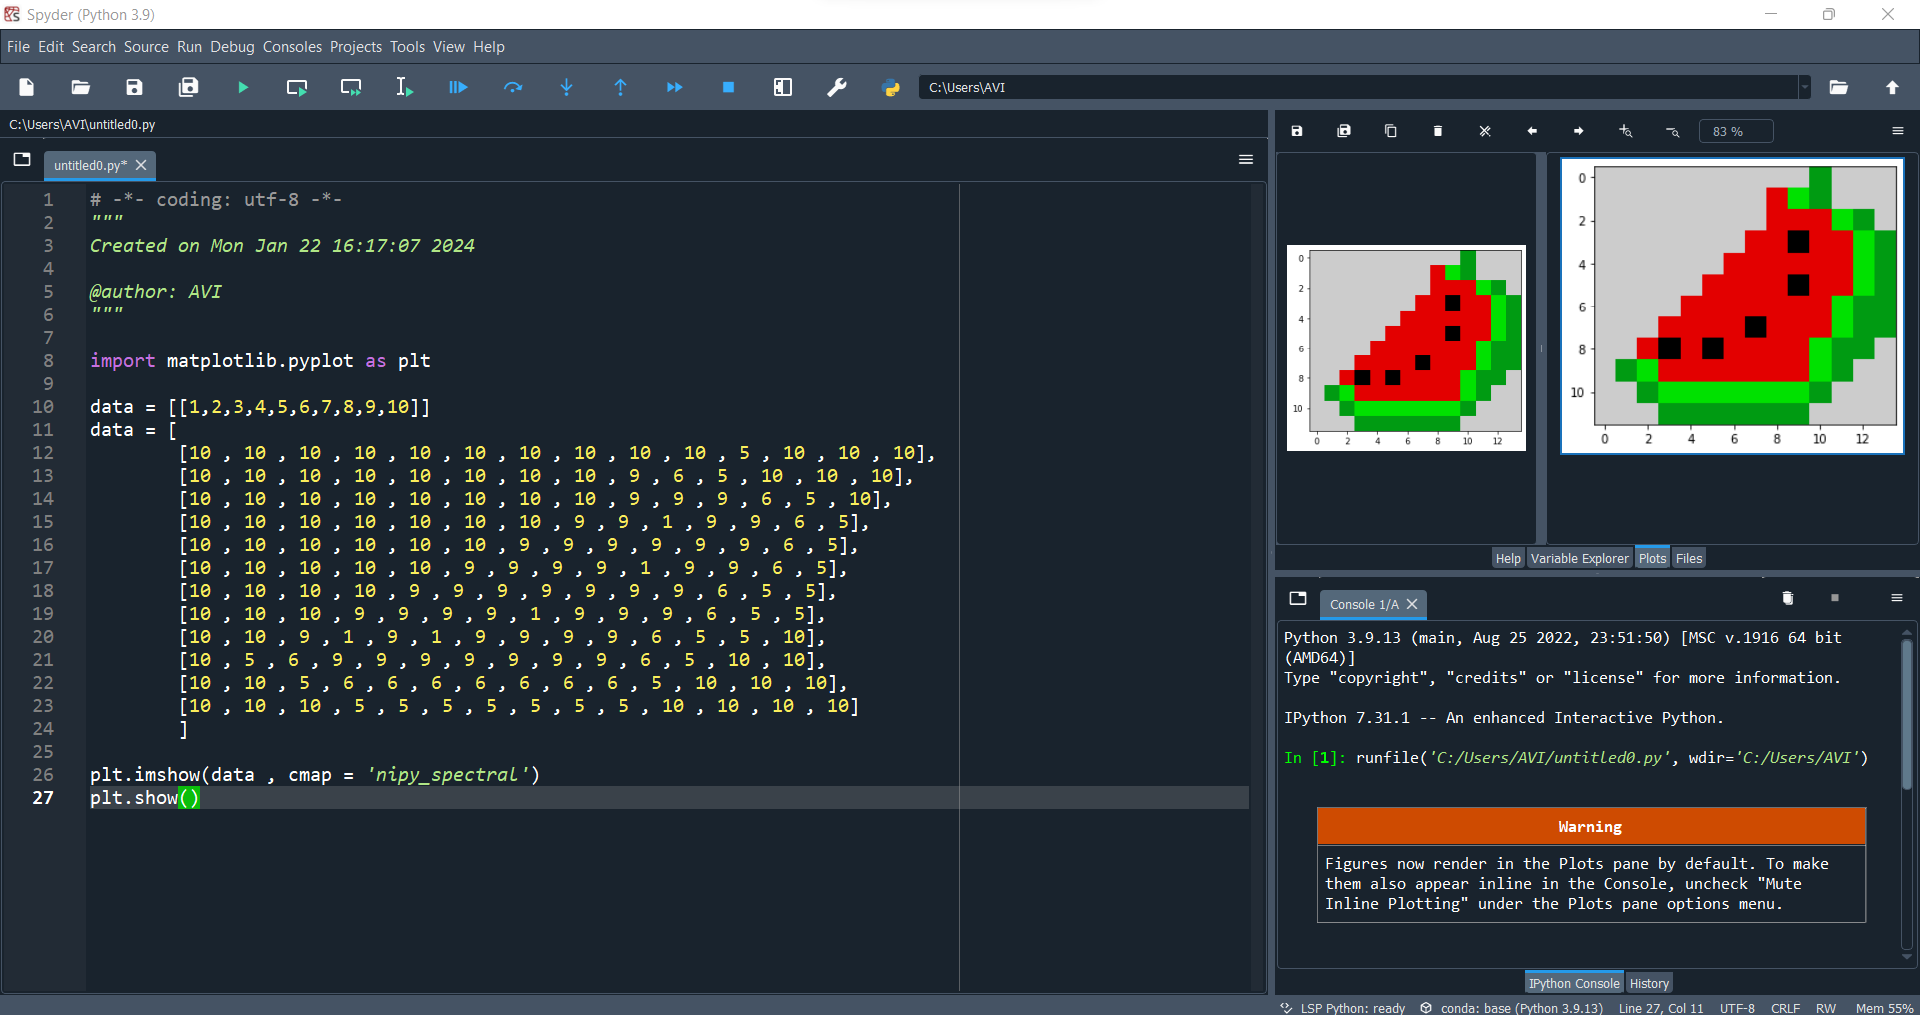 Spyder (Python 3.9)
File Edit Search Source Run Debug Consoles Projects Tools View Help
C:\Users\AVI
C:\Users\AVI\untitled0.py
untitled0.py*
1 # -*- coding: utf-8 -*-
2 """
3 Created on Mon Jan 22 16:17:07 2024
4
5 @author: AVI
6 """
7
8 import matplotlib.pyplot as plt
9
10 data = [[1,2,3,4,5,6,7,8,9,10]]
11 data = [
12 [10 , 10 , 10 , 10 , 10 , 10 , 10 , 10 , 10 , 10 , 5 , 10 , 10 , 10],
13 [10 , 10 , 10 , 10 , 10 , 10 , 10 , 10 , 9 , 6 , 5 , 10 , 10 , 10],
14 [10 , 10 , 10 , 10 , 10 , 10 , 10 , 10 , 9 , 9 , 9 , 6 , 5 , 10],
15 [10 , 10 , 10 , 10 , 10 , 10 , 10 , 9 , 9 , 1 , 9 , 9 , 6 , 5],
16 [10 , 10 , 10 , 10 , 10 , 10 , 9 , 9 , 9 , 9 , 9 , 9 , 6 , 5],
17 [10 , 10 , 10 , 10 , 10 , 9 , 9 , 9 , 9 , 1 , 9 , 9 , 6 , 5],
18 [10 , 10 , 10 , 10 , 9 , 9 , 9 , 9 , 9 , 9 , 9 , 6 , 5 , 5],
19 [10 , 10 , 10 , 9 , 9 , 9 , 9 , 1 , 9 , 9 , 9 , 6 , 5 , 5],
20 [10 , 10 , 9 , 1 , 9 , 1 , 9 , 9 , 9 , 9 , 6 , 5 , 5 , 10],
21 [10 , 5 , 6 , 9 , 9 , 9 , 9 , 9 , 9 , 9 , 6 , 5 , 10 , 10],
22 [10 , 10 , 5 , 6 , 6 , 6 , 6 , 6 , 6 , 6 , 5 , 10 , 10 , 10],
23 [10 , 10 , 10 , 5 , 5 , 5 , 5 , 5 , 5 , 5 , 10 , 10 , 10 , 10]
24 ]
25
26 plt.imshow(data , cmap = 'nipy_spectral')
27 plt.show()
83 %
0
2
4
6
8
10
0 2 4 6 8 10 12
0
2
4
6
8
10
0 2 4 6 8 10 12
Help Variable Explorer Plots Files
Console 1/A
Python 3.9.13 (main, Aug 25 2022, 23:51:50) [MSC v.1916 64 bit
(AMD64)]
Type "copyright", "credits" or "license" for more information.
IPython 7.31.1 -- An enhanced Interactive Python.
In [1]: runfile('C:/Users/AVI/untitled0.py', wdir='C:/Users/AVI')
Warning
Figures now render in the Plots pane by default. To make
them also appear inline in the Console, uncheck "Mute
Inline Plotting" under the Plots pane options menu.
IPython Console History
LSP Python: ready conda: base (Python 3.9.13) Line 27, Col 11 UTF-8 CRLF RW Mem 55%